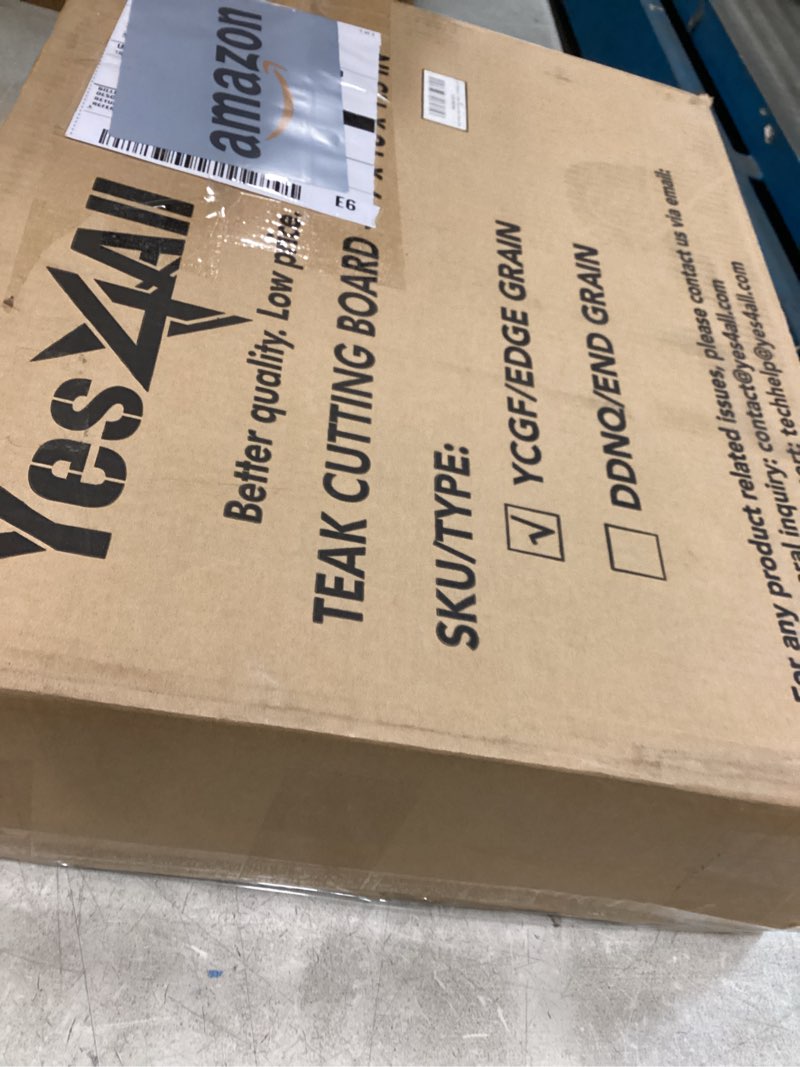 amazon
E6
Yes4All
Better quality. Low price.
TEAK CUTTING BOARD
SKU/TYPE:
√ YCGF/EDGE GRAIN
DDNQ/END GRAIN
For any product related issues, please contact us via email:
inquiry: contact@yes4all.com
techhelp@yes4all.com